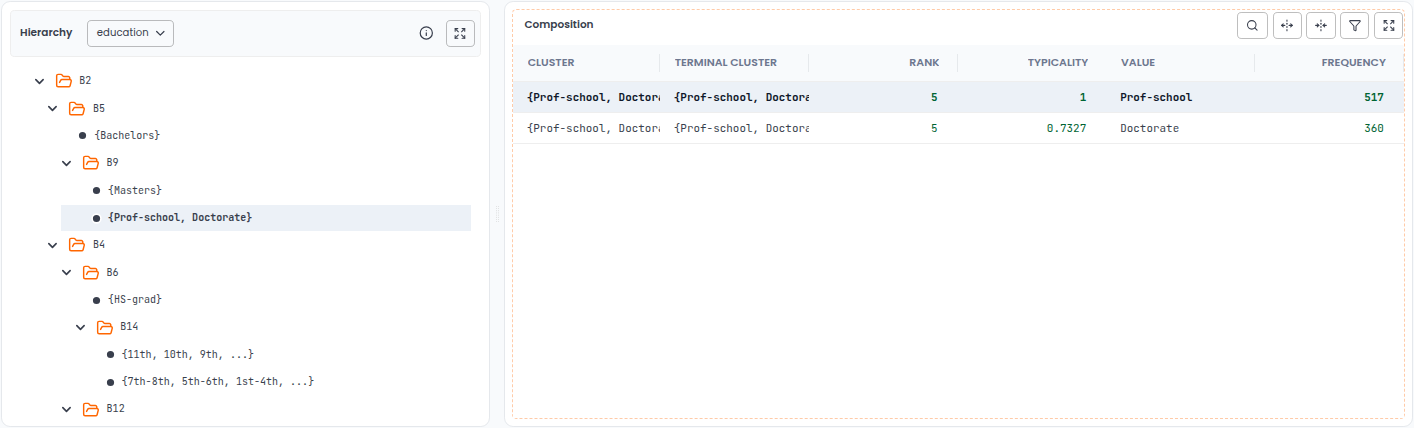 Hierarchy education
B2
B5
{Bachelors}
B9
{Masters}
{Prof-school, Doctorate}
B4
B6
{HS-grad}
B14
{11th, 10th, 9th, ...}
{7th-8th, 5th-6th, 1st-4th, ...}
B12
Composition
CLUSTER TERMINAL CLUSTER RANK TYPICALITY VALUE FREQUENCY
{Prof-school, Doctora {Prof-school, Doctora 5 1 Prof-school 517
{Prof-school, Doctora {Prof-school, Doctora 5 0.7327 Doctorate 360